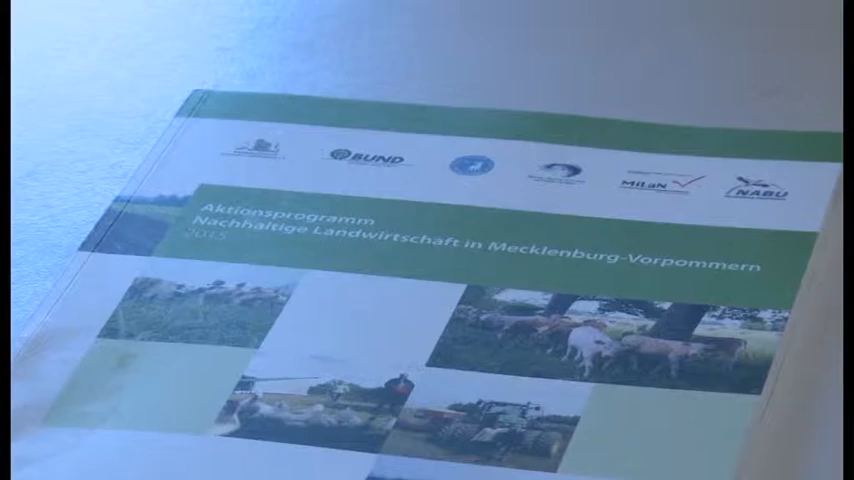 BUND
MiLaN
NABU
Aktionsprogramm
Nachhaltige Landwirtschaft in Mecklenburg-Vorpommern
2015